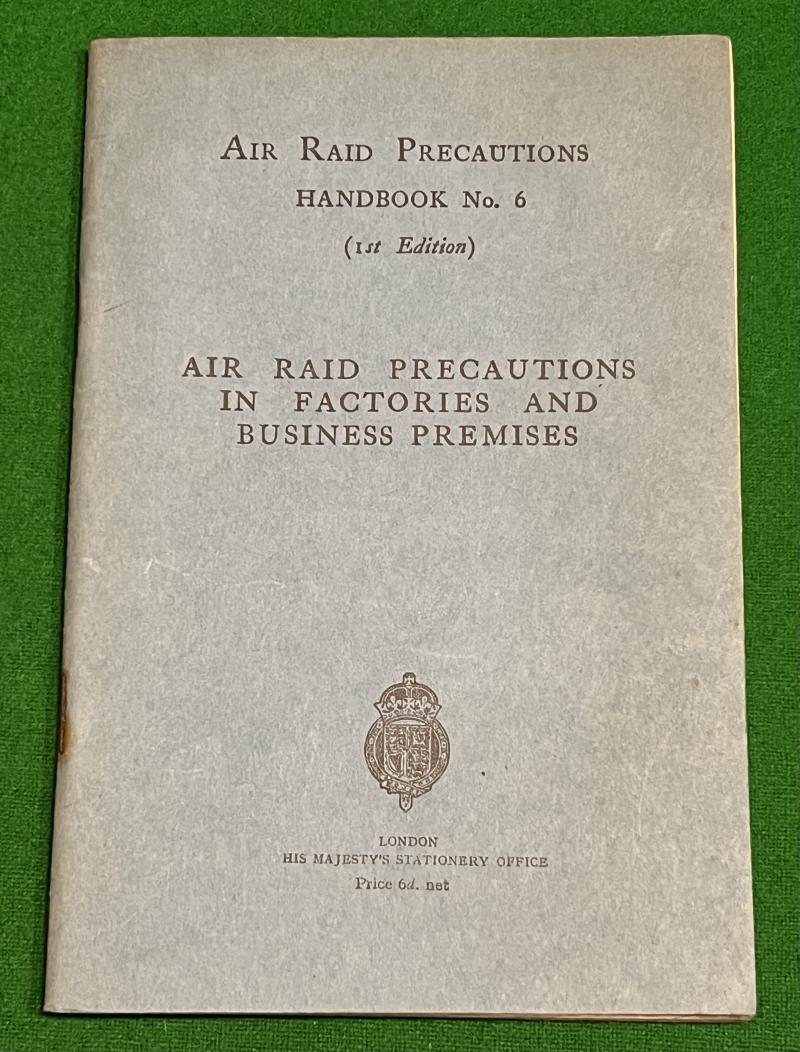 AIR RAID PRECAUTIONS
HANDBOOK No. 6
(1st Edition)
AIR RAID PRECAUTIONS
IN FACTORIES AND
BUSINESS PREMISES
LONDON
HIS MAJESTY'S STATIONERY OFFICE
Price 6d. net